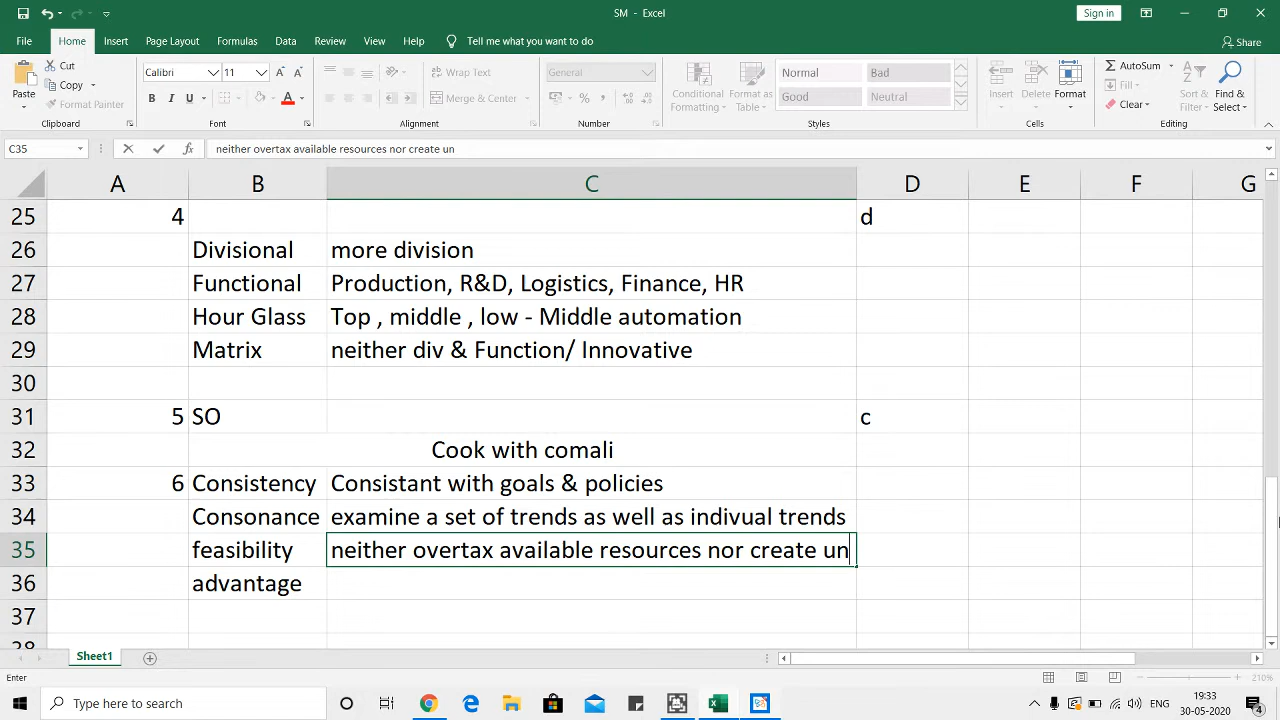 SM - Excel
Sign in
File Home Insert Page Layout Formulas Data Review View Help Tell me what you want to do Share
Paste Cut Copy Format Painter Clipboard
Calibri 11 B I U A Font
Wrap Text Merge & Center Alignment
General % , Number
Conditional Formatting Format as Table Normal Bad Good Neutral Styles
Insert Delete Format Cells
AutoSum Fill Clear Sort & Filter Find & Select Editing
C35 fx neither overtax available resources nor create un
A B C D E F G
25 4 d
26 Divisional more division
27 Functional Production, R&D, Logistics, Finance, HR
28 Hour Glass Top , middle , low - Middle automation
29 Matrix neither div & Function/ Innovative
30
31 5 SO c
32 Cook with comali
33 6 Consistency Consistant with goals & policies
34 Consonance examine a set of trends as well as indivual trends
35 feasibility neither overtax available resources nor create un
36 advantage
37
38
Sheet1
Enter 210%
Type here to search ENG 19:33
30-05-2020 4